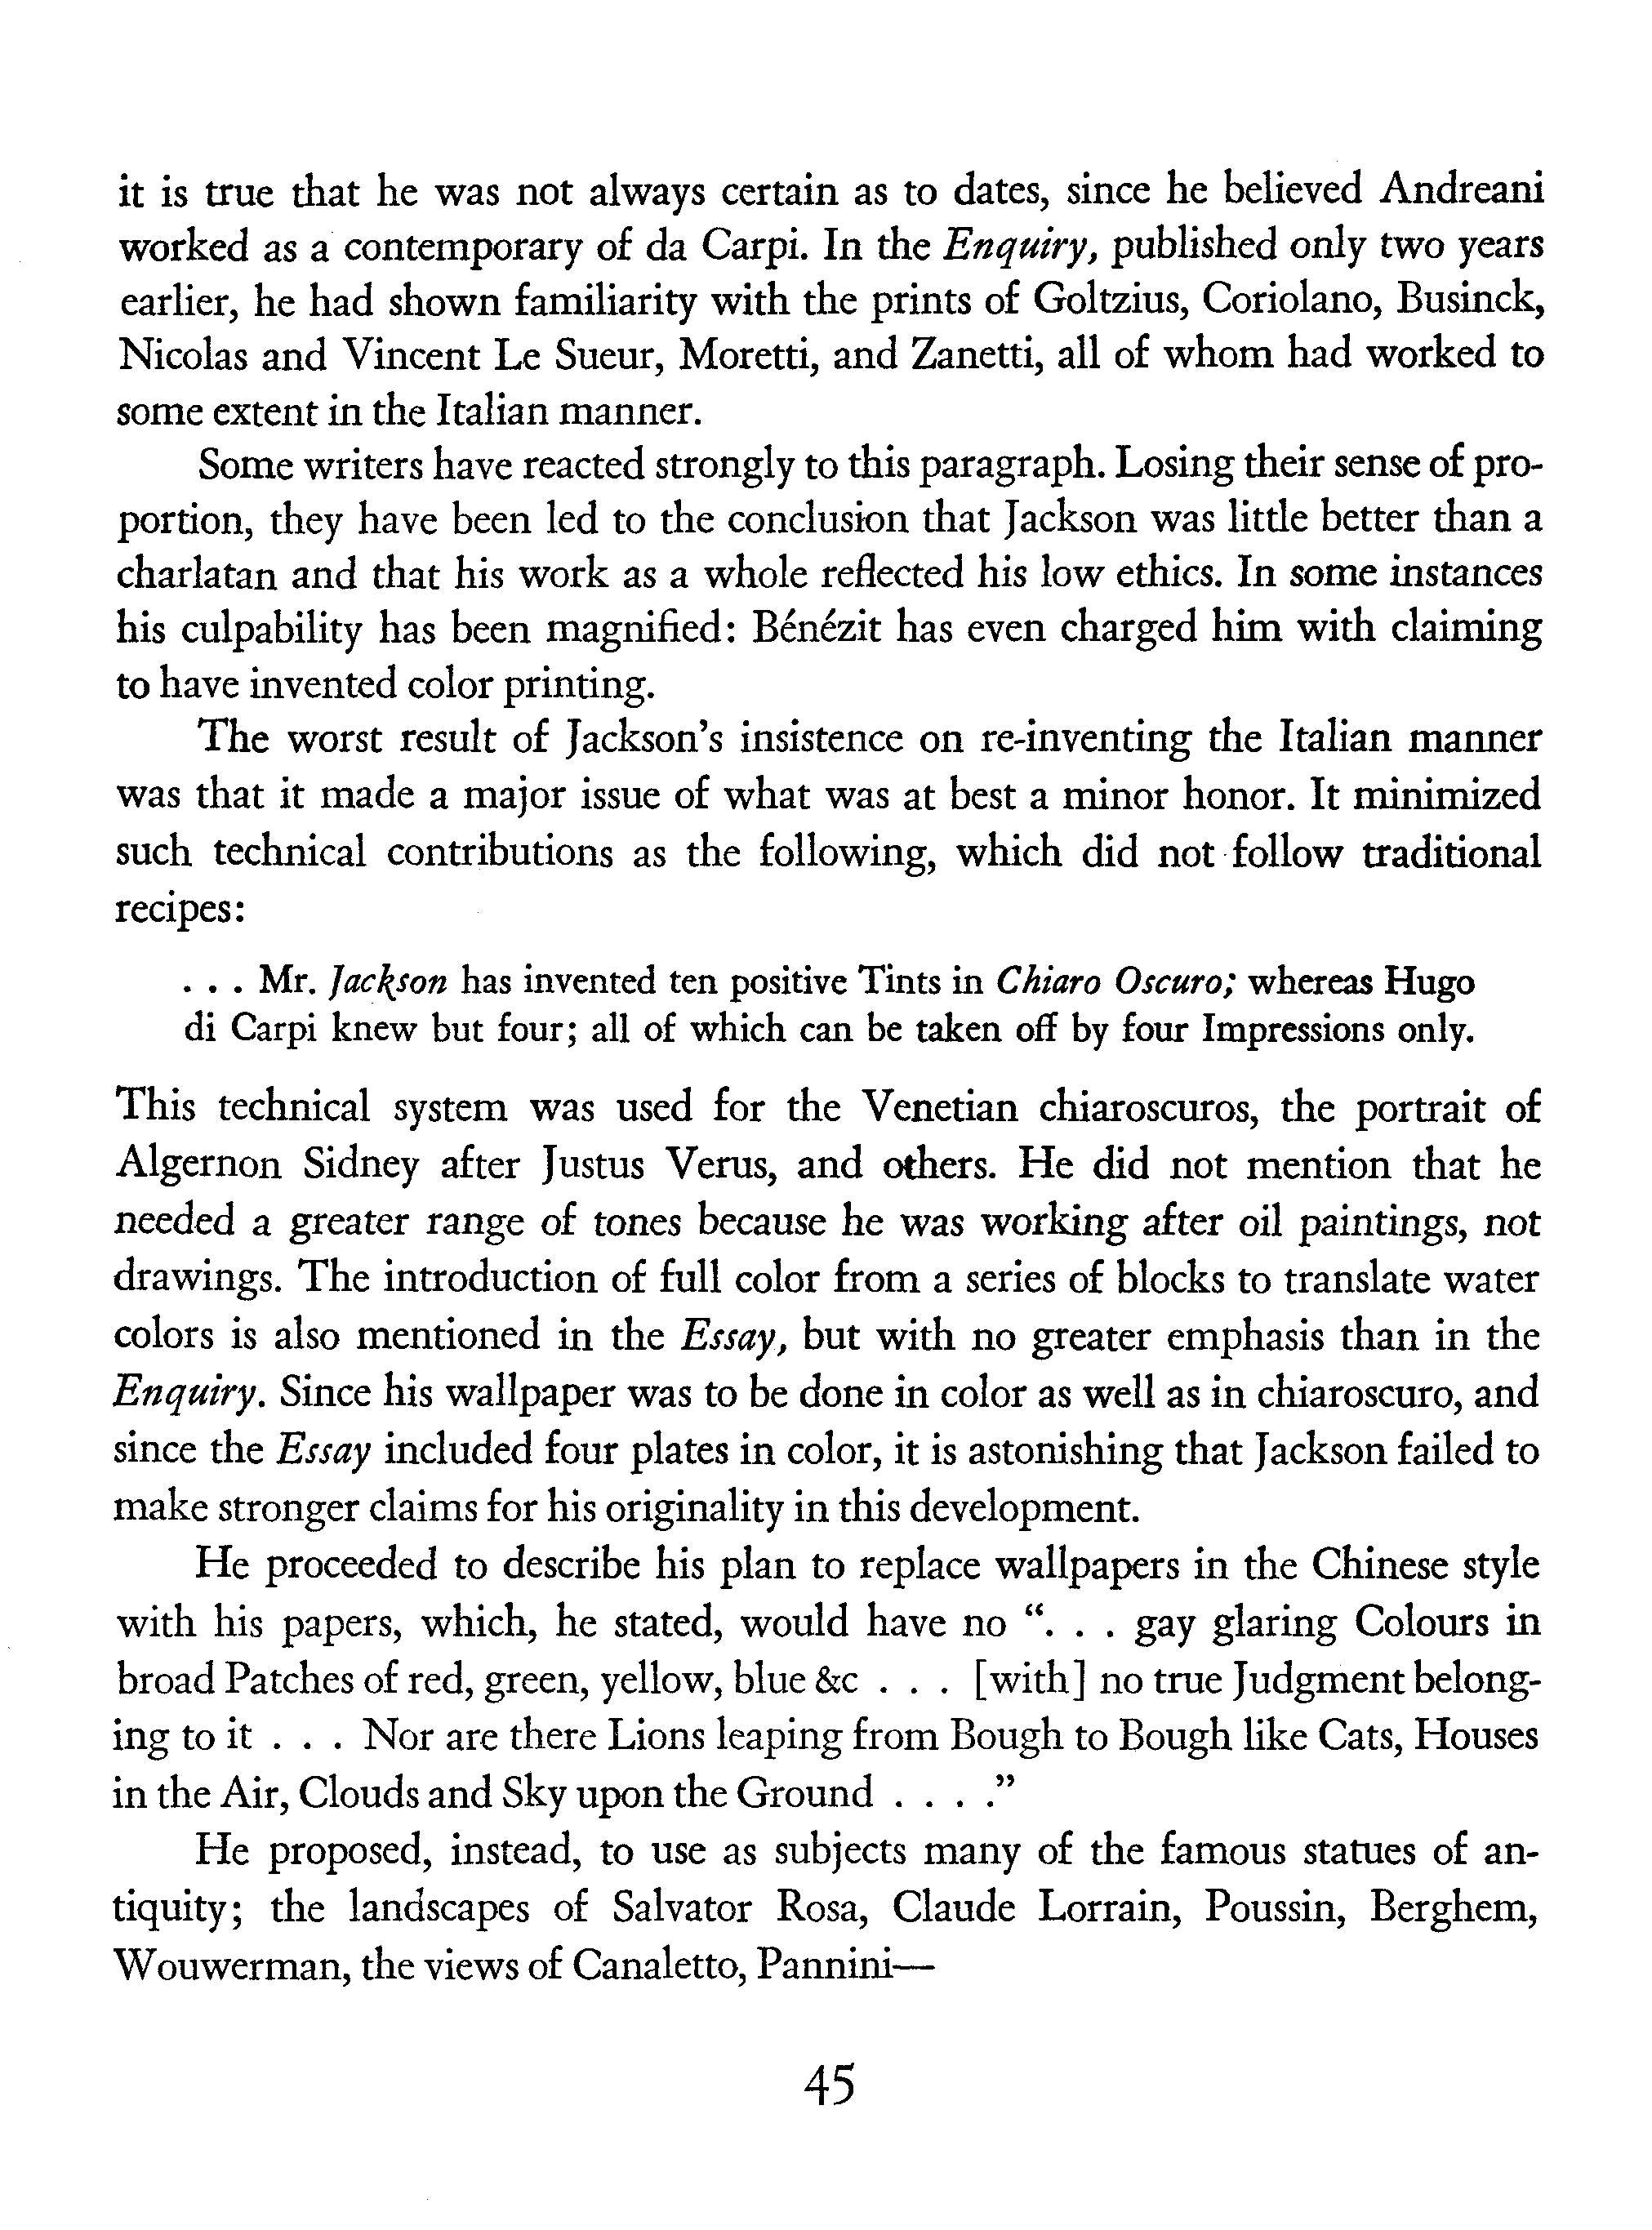 it is true that he was not always certain as to dates, since he believed Andreani
worked as a contemporary of da Carpi. In the Enquiry, published only two years
earlier, he had shown familiarity with the prints of Goltzius, Coriolano, Businck,
Nicolas and Vincent Le Sueur, Moretti, and Zanetti, all of whom had worked to
some extent in the Italian manner.
Some writers have reacted strongly to this paragraph. Losing their sense of pro-
portion, they have been led to the conclusion that Jackson was little better than a
charlatan and that his work as a whole reflected his low ethics. In some instances
his culpability has been magnified: Bénézit has even charged him with claiming
to have invented color printing.
The worst result of Jackson's insistence on re-inventing the Italian manner
was that it made a major issue of what was at best a minor honor. It minimized
such technical contributions as the following, which did not follow traditional
recipes:
. . . Mr. Jackson has invented ten positive Tints in Chiaro Oscuro; whereas Hugo
di Carpi knew but four; all of which can be taken off by four Impressions only.
This technical system was used for the Venetian chiaroscuros, the portrait of
Algernon Sidney after Justus Verus, and others. He did not mention that he
needed a greater range of tones because he was working after oil paintings, not
drawings. The introduction of full color from a series of blocks to translate water
colors is also mentioned in the Essay, but with no greater emphasis than in the
Enquiry. Since his wallpaper was to be done in color as well as in chiaroscuro, and
since the Essay included four plates in color, it is astonishing that Jackson failed to
make stronger claims for his originality in this development.
He proceeded to describe his plan to replace wallpapers in the Chinese style
with his papers, which, he stated, would have no “. . . gay glaring Colours in
broad Patches of red, green, yellow, blue &c . . . [with] no true Judgment belong-
ing to it . . . Nor are there Lions leaping from Bough to Bough like Cats, Houses
in the Air, Clouds and Sky upon the Ground . . . .”
He proposed, instead, to use as subjects many of the famous statues of an-
tiquity; the landscapes of Salvator Rosa, Claude Lorrain, Poussin, Berghem,
Wouwerman, the views of Canaletto, Pannini—
45